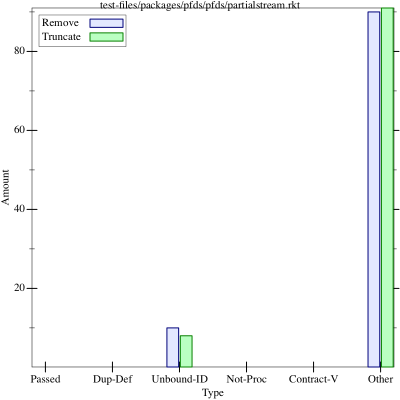 test-files/packages/pfds/pfds/partialstream.rkt
Remove
Truncate
80
60
40
20
Amount
Passed Dup-Def Unbound-ID Not-Proc Contract-V Other
Type